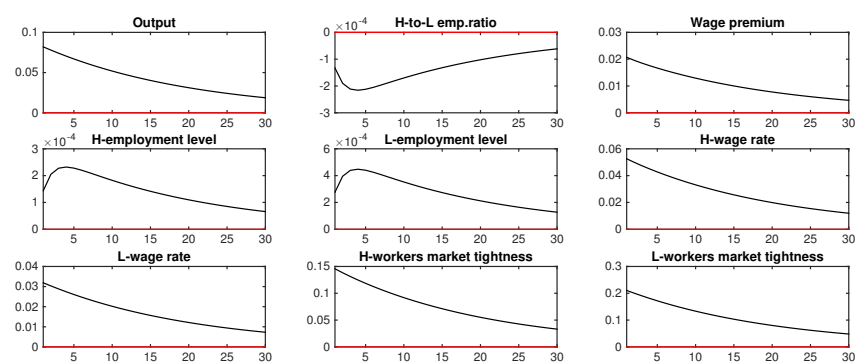 Output
H-to-L emp.ratio
Wage premium
0.1
0.05
0
5 10 15 20 25 30
×10⁻⁴
0
-1
-2
-3
5 10 15 20 25 30
0.03
0.02
0.01
0
5 10 15 20 25 30
H-employment level
L-employment level
H-wage rate
×10⁻⁴
3
2
1
0
5 10 15 20 25 30
×10⁻⁴
6
4
2
0
5 10 15 20 25 30
0.06
0.04
0.02
0
5 10 15 20 25 30
L-wage rate
H-workers market tightness
L-workers market tightness
0.04
0.03
0.02
0.01
0
5 10 15 20 25 30
0.15
0.1
0.05
0
5 10 15 20 25 30
0.3
0.2
0.1
0
5 10 15 20 25 30